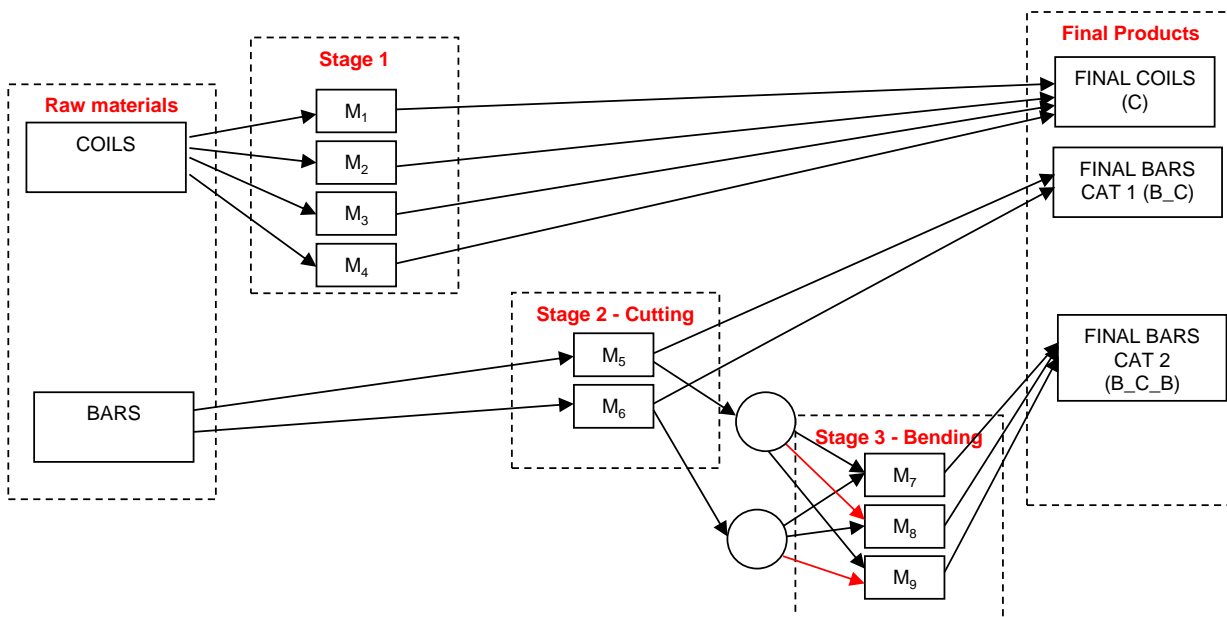 Raw materials
COILS
BARS
Stage 1
M₁
M₂
M₃
M₄
Stage 2 - Cutting
M₅
M₆
Stage 3 - Bending
M₇
M₈
M₉
Final Products
FINAL COILS
(C)
FINAL BARS
CAT 1 (B_C)
FINAL BARS
CAT 2
(B_C_B)